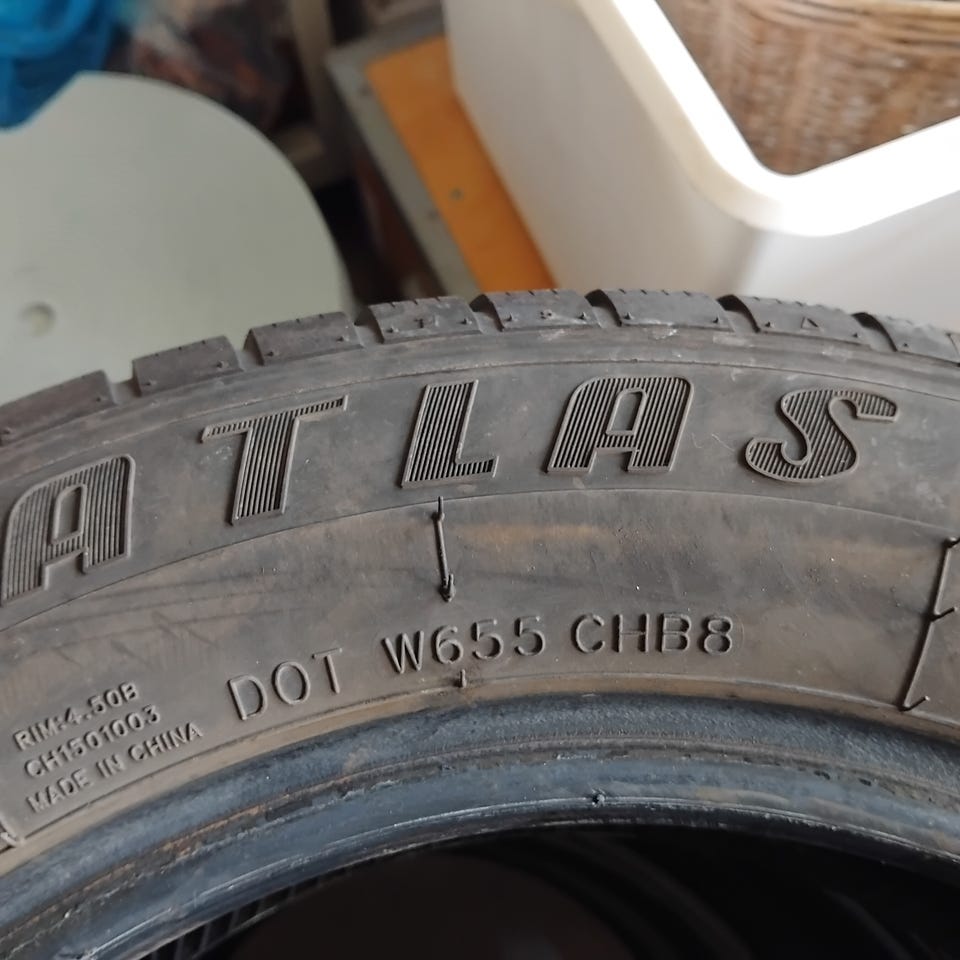 ATLAS
DOT W655 CHB8
RIM:4.50B
CH1501003
MADE IN CHINA